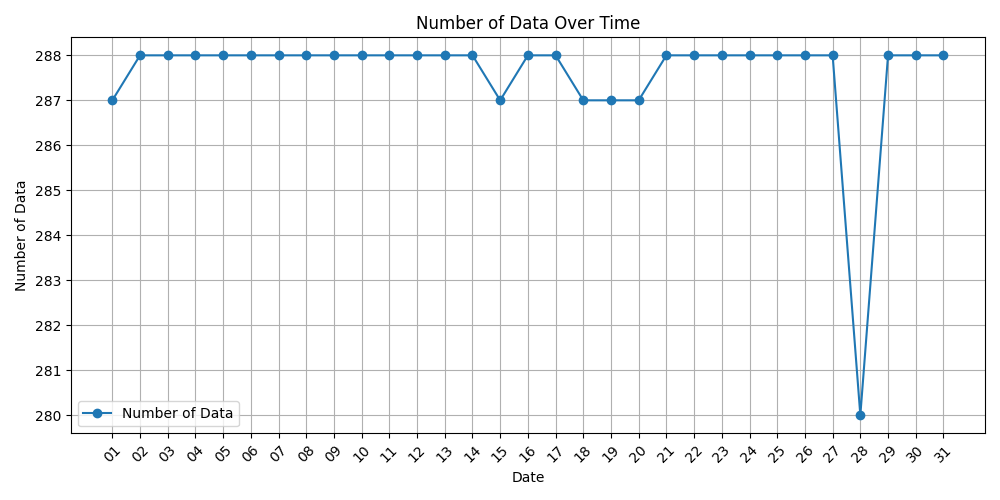 Number of Data Over Time
Number of Data
288
287
286
285
284
283
282
281
280
Number of Data
01 02 03 04 05 06 07 08 09 10 11 12 13 14 15 16 17 18 19 20 21 22 23 24 25 26 27 28 29 30 31
Date